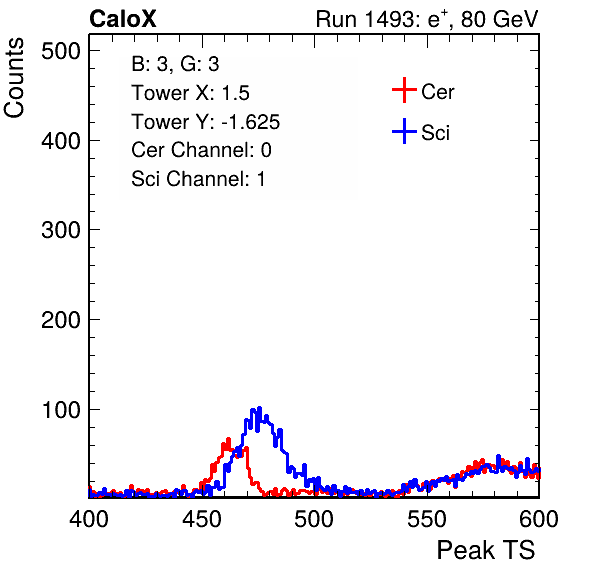 CaloX
Run 1493: e+, 80 GeV
Counts
500
400
300
200
100
B: 3, G: 3
Tower X: 1.5
Tower Y: -1.625
Cer Channel: 0
Sci Channel: 1
Cer
Sci
400
450
500
550
600
Peak TS